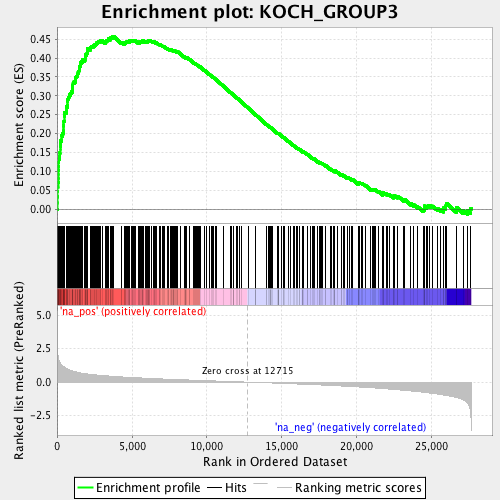 Enrichment plot: KOCH_GROUP3
Enrichment score (ES)
0.45
0.40
0.35
0.30
0.25
0.20
0.15
0.10
0.05
0.00
'na_pos' (positively correlated)
Ranked list metric (PreRanked)
5.0
2.5
0.0
-2.5
Zero cross at 12715
'na_neg' (negatively correlated)
0 5,000 10,000 15,000 20,000 25,000
Rank in Ordered Dataset
Enrichment profile Hits Ranking metric scores